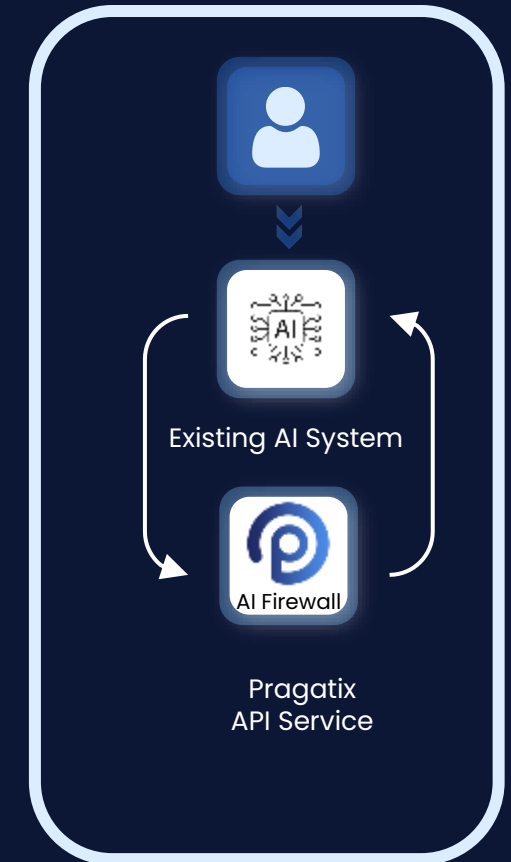 AI
Existing AI System
AI Firewall
Pragatix
API Service